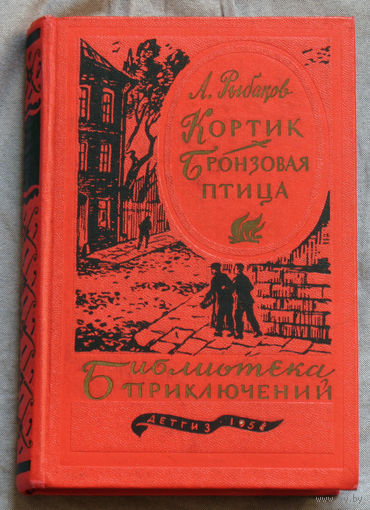 Л. Рыбаков
Кортик
Бронзовая
птица
Библиотека
приключений
ДЕТГИЗ · 1958